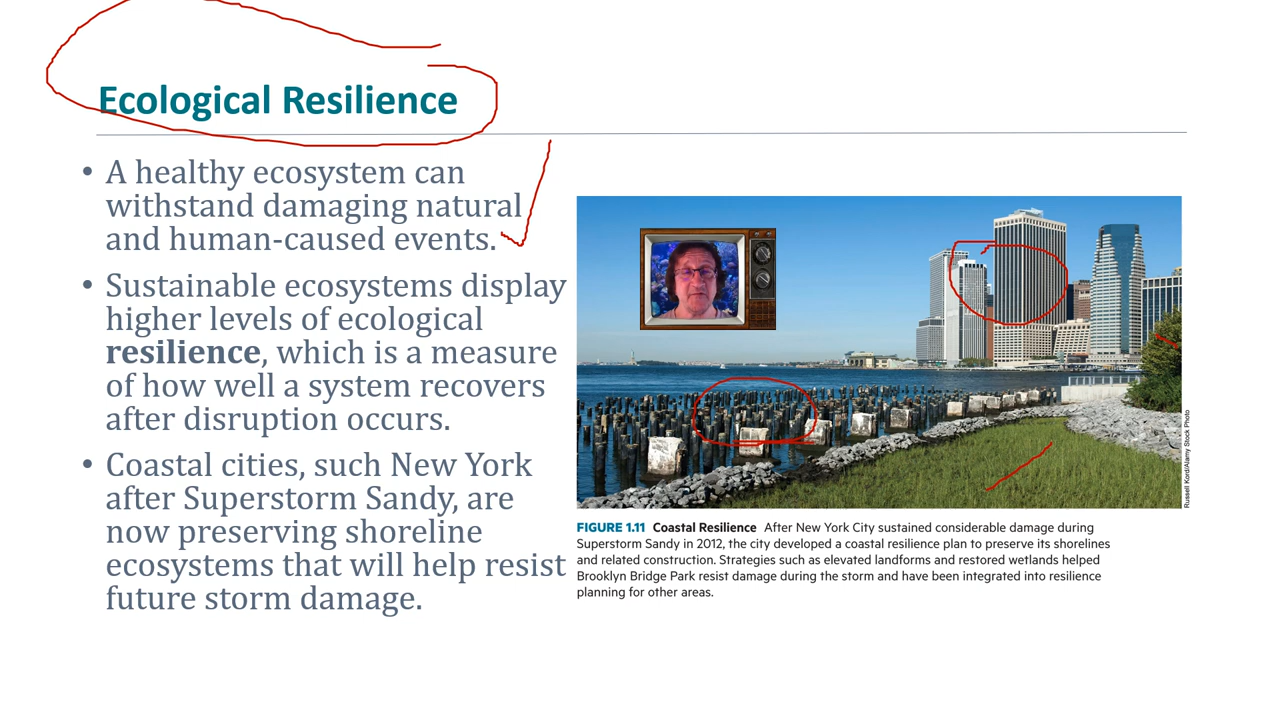 Ecological Resilience
• A healthy ecosystem can
withstand damaging natural
and human-caused events.
• Sustainable ecosystems display
higher levels of ecological
resilience, which is a measure
of how well a system recovers
after disruption occurs.
• Coastal cities, such New York
after Superstorm Sandy, are
now preserving shoreline
ecosystems that will help resist
future storm damage.
Russell Kord/Alamy Stock Photo
FIGURE 1.11 Coastal Resilience After New York City sustained considerable damage during
Superstorm Sandy in 2012, the city developed a coastal resilience plan to preserve its shorelines
and related construction. Strategies such as elevated landforms and restored wetlands helped
Brooklyn Bridge Park resist damage during the storm and have been integrated into resilience
planning for other areas.